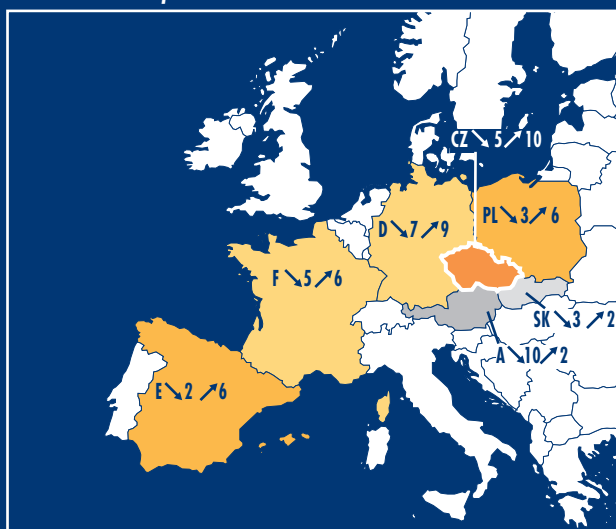 CZ ↘ 5 ↗ 10
D ↘ 7 ↗ 9
PL ↘ 3 ↗ 6
F ↘ 5 ↗ 6
SK ↘ 3 ↗ 2
A ↘ 10 ↗ 2
E ↘ 2 ↗ 6